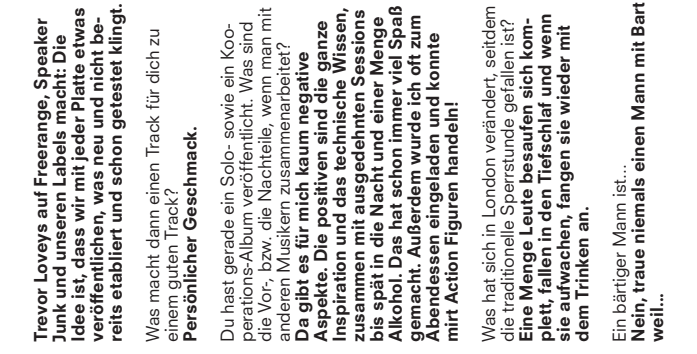 Trevor Loveys auf Freerange, Speaker
Junk und unseren Labels macht: Die
Idee ist, dass wir mit jeder Platte etwas
veröffentlichen, was neu und nicht be-
reits etabliert und schon getestet klingt.
Was macht dann einen Track für dich zu
einem guten Track?
Persönlicher Geschmack.
Du hast gerade ein Solo- sowie ein Koo-
perations-Album veröffentlicht. Was sind
die Vor-, bzw. die Nachteile, wenn man mit
anderen Musikern zusammenarbeitet?
Da gibt es für mich kaum negative
Aspekte. Die positiven sind die ganze
Inspiration und das technische Wissen,
zusammen mit ausgedehnten Sessions
bis spät in die Nacht und einer Menge
Alkohol. Das hat schon immer viel Spaß
gemacht. Außerdem wurde ich oft zum
Abendessen eingeladen und konnte
mirt Action Figuren handeln!
Was hat sich in London verändert, seitdem
die traditionelle Sperrstunde gefallen ist?
Eine Menge Leute besaufen sich kom-
plett, fallen in den Tiefschlaf und wenn
sie aufwachen, fangen sie wieder mit
dem Trinken an.
Ein bärtiger Mann ist...
Nein, traue niemals einen Mann mit Bart
weil...